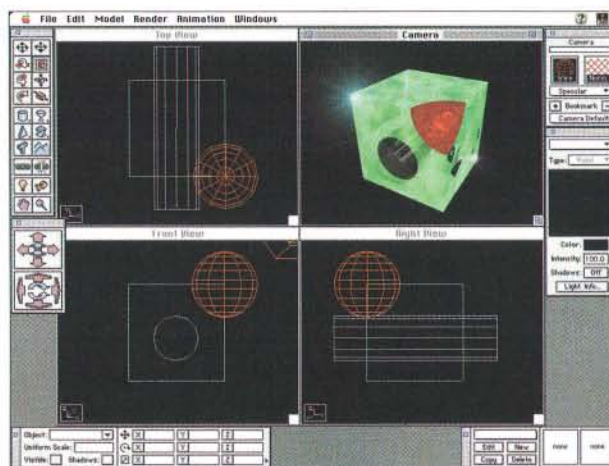 File Edit Model Render Animation Windows
Top View
Camera
Camera
Specular
Bookmark
Camera Default
Front View
Right View
Type:
Color:
Intensity: 100.0
Shadows: Off
Light Info...
Object:
Uniform Scale:
Visible: Shadows:
X Y Z
X Y Z
X Y Z
Edit New
Copy Delete
none none